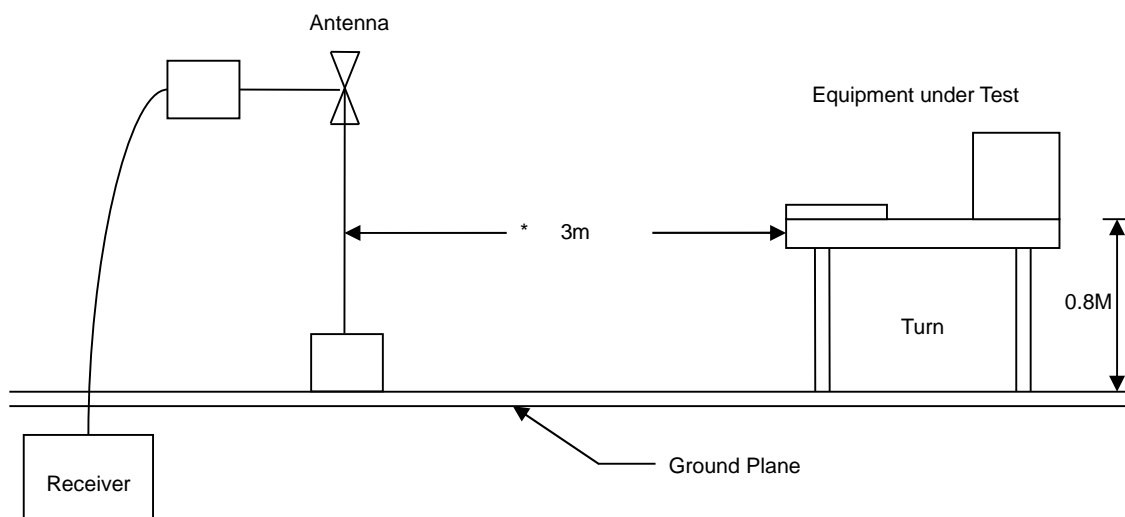 Antenna
Equipment under Test
* 3m
0.8M
Turn
Ground Plane
Receiver